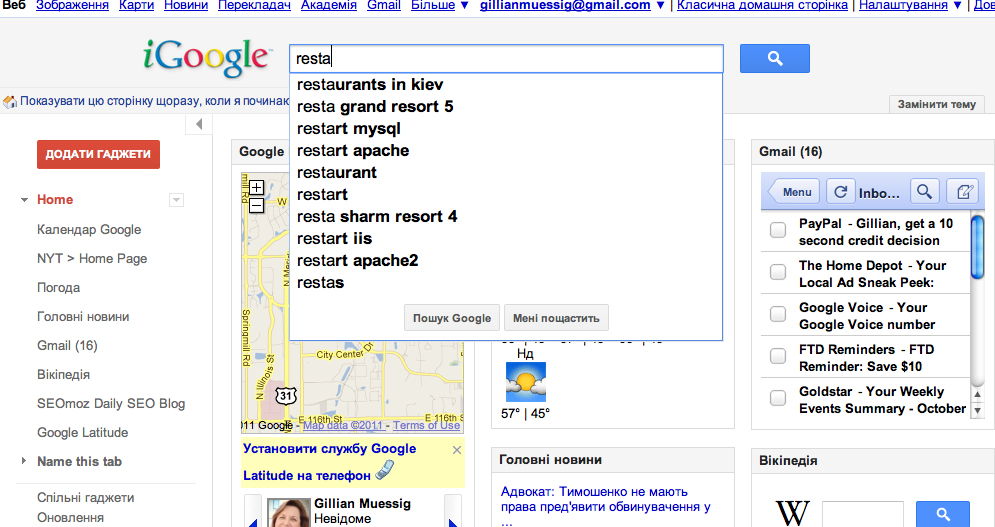 Веб Зображення Карти Новини Перекладач Академія Gmail Більше ▼ gillianmuessig@gmail.com ▼ | Класична домашня сторінка | Налаштування ▼ |
iGoogle™
resta
Показувати цю сторінку щоразу, коли я починаю
Замінити тему
restaurants in kiev
resta grand resort 5
restart mysql
restart apache
restaurant
restart
resta sharm resort 4
restart iis
restart apache2
restas
Пошук Google
Мені пощастить
ДОДАТИ ГАДЖЕТИ
Home
Календар Google
NYT > Home Page
Погода
Головні новини
Gmail (16)
Вікіпедія
SEOmoz Daily SEO Blog
Google Latitude
Name this tab
Спільні гаджети
Оновлення
Google
+
−
W
Springmill Rd
N Illinois St
City Center Dr
31
E 116th St
E 116th S
Google - Map data ©2011 - Terms of Use
Установити службу Google
Latitude на телефон
Gillian Muessig
Невідоме
Нд
57° | 45°
Головні новини
Адвокат: Тимошенко не мають
права пред'явити обвинувачення у
...
Gmail (16)
Menu
Inbo...
PayPal - Gillian, get a 10
second credit decision
The Home Depot - Your
Local Ad Sneak Peek:
Google Voice - Your
Google Voice number
FTD Reminders - FTD
Reminder: Save $10
Goldstar - Your Weekly
Events Summary - October
Вікіпедія
W